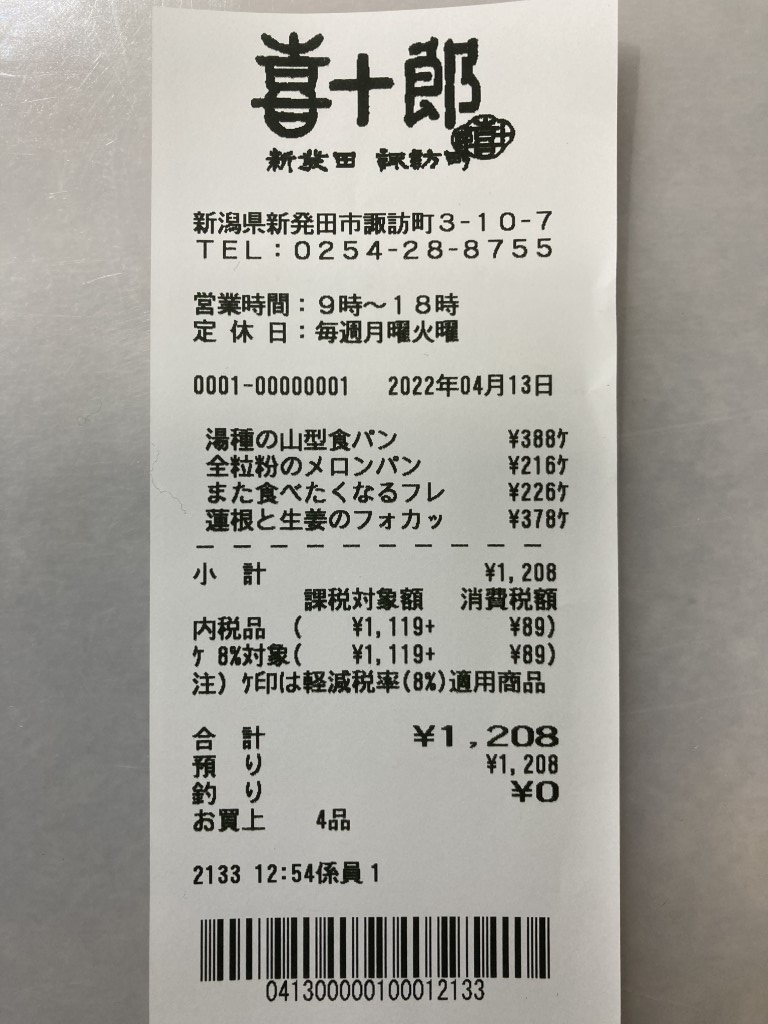 喜十郎
新発田 諏訪町
新潟県新発田市諏訪町3-10-7
TEL:0254-28-8755
営業時間:9時～18時
定 休 日:毎週月曜火曜
0001-00000001 2022年04月13日
湯種の山型食パン ¥388ケ
全粒粉のメロンパン ¥216ケ
また食べたくなるフレ ¥226ケ
蓮根と生姜のフォカッ ¥378ケ
小 計 ¥1,208
課税対象額 消費税額
内税品 ( ¥1,119+ ¥89)
ケ 8%対象( ¥1,119+ ¥89)
注) ケ印は軽減税率(8%)適用商品
合 計 ¥1,208
預 り ¥1,208
釣 り ¥0
お買上 4品
2133 12:54係員1
041300000100012133